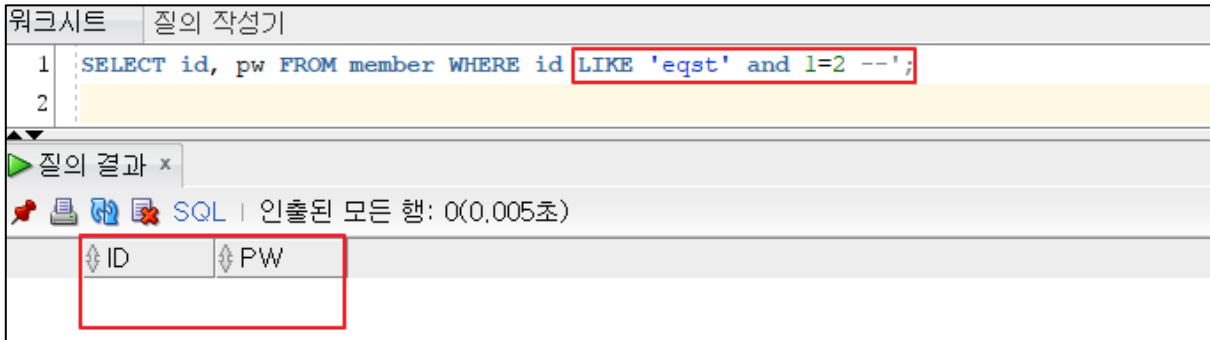 워크시트 질의 작성기
1 SELECT id, pw FROM member WHERE id LIKE 'eqst' and 1=2 --';
2
질의 결과 ×
SQL | 인출된 모든 행: 0(0,005초)
ID PW